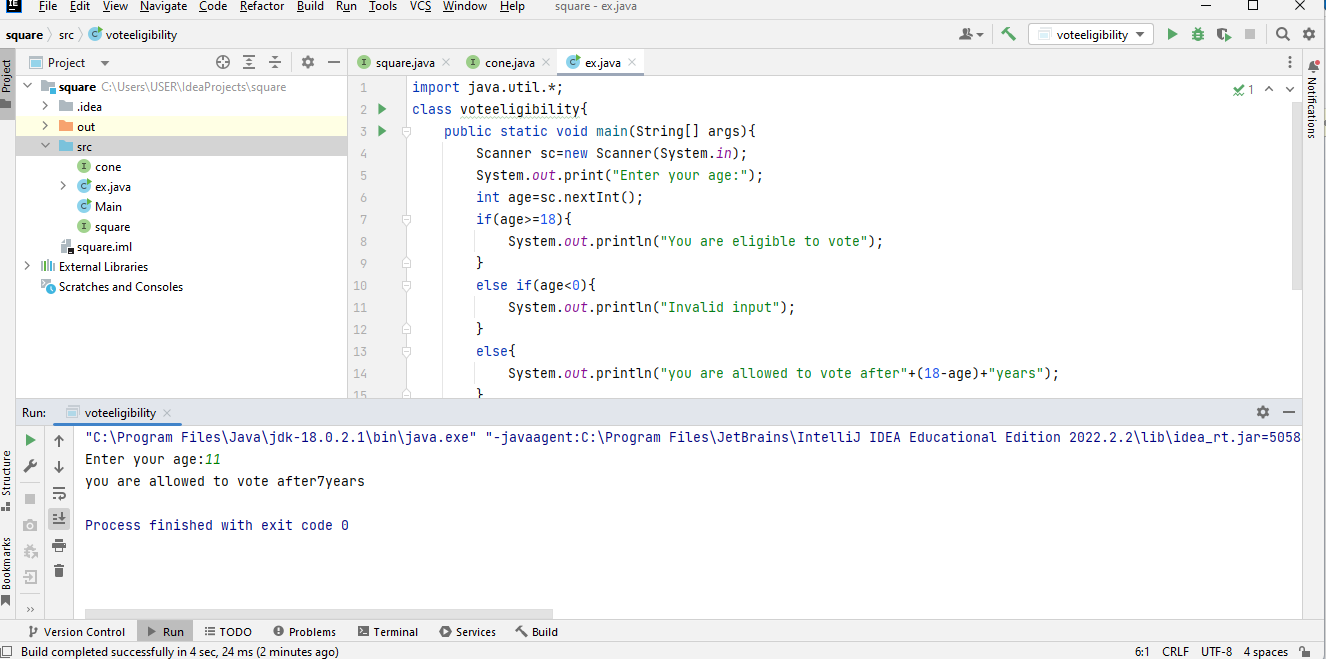 File Edit View Navigate Code Refactor Build Run Tools VCS Window Help square - ex.java
square src voteeligibility voteeligibility
Project square.java cone.java ex.java
Project
Notifications
square C:\Users\USER\IdeaProjects\square
.idea
out
src
cone
ex.java
Main
square
square.iml
External Libraries
Scratches and Consoles
1
1 import java.util.*;
2 class voteeligibility{
3 public static void main(String[] args){
4 Scanner sc=new Scanner(System.in);
5 System.out.print("Enter your age:");
6 int age=sc.nextInt();
7 if(age>=18){
8 System.out.println("You are eligible to vote");
9 }
10 else if(age<0){
11 System.out.println("Invalid input");
12 }
13 else{
14 System.out.println("you are allowed to vote after"+(18-age)+"years");
15 }
Run: voteeligibility
"C:\Program Files\Java\jdk-18.0.2.1\bin\java.exe" "-javaagent:C:\Program Files\JetBrains\IntelliJ IDEA Educational Edition 2022.2.2\lib\idea_rt.jar=5058
Enter your age:11
you are allowed to vote after7years
Process finished with exit code 0
Structure
Bookmarks
Version Control Run TODO Problems Terminal Services Build
Build completed successfully in 4 sec, 24 ms (2 minutes ago) 6:1 CRLF UTF-8 4 spaces